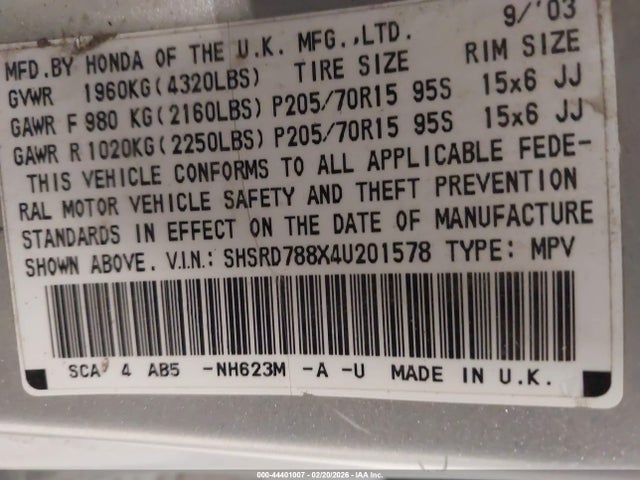 9/'03
MFD.BY HONDA OF THE U.K. MFG.,LTD.
GVWR 1960KG(4320LBS) TIRE SIZE RIM SIZE
GAWR F 980 KG(2160LBS) P205/70R15 95S 15x6 JJ
GAWR R 1020KG(2250LBS) P205/70R15 95S 15x6 JJ
THIS VEHICLE CONFORMS TO ALL APPLICABLE FEDE-
RAL MOTOR VEHICLE SAFETY AND THEFT PREVENTION
STANDARDS IN EFFECT ON THE DATE OF MANUFACTURE
SHOWN ABOVE. V.I.N.: SHSRD788X4U201578 TYPE: MPV
SCA 4 AB5 -NH623M -A -U MADE IN U.K.
000-44401007 - 02/20/2026 - IAA Inc.